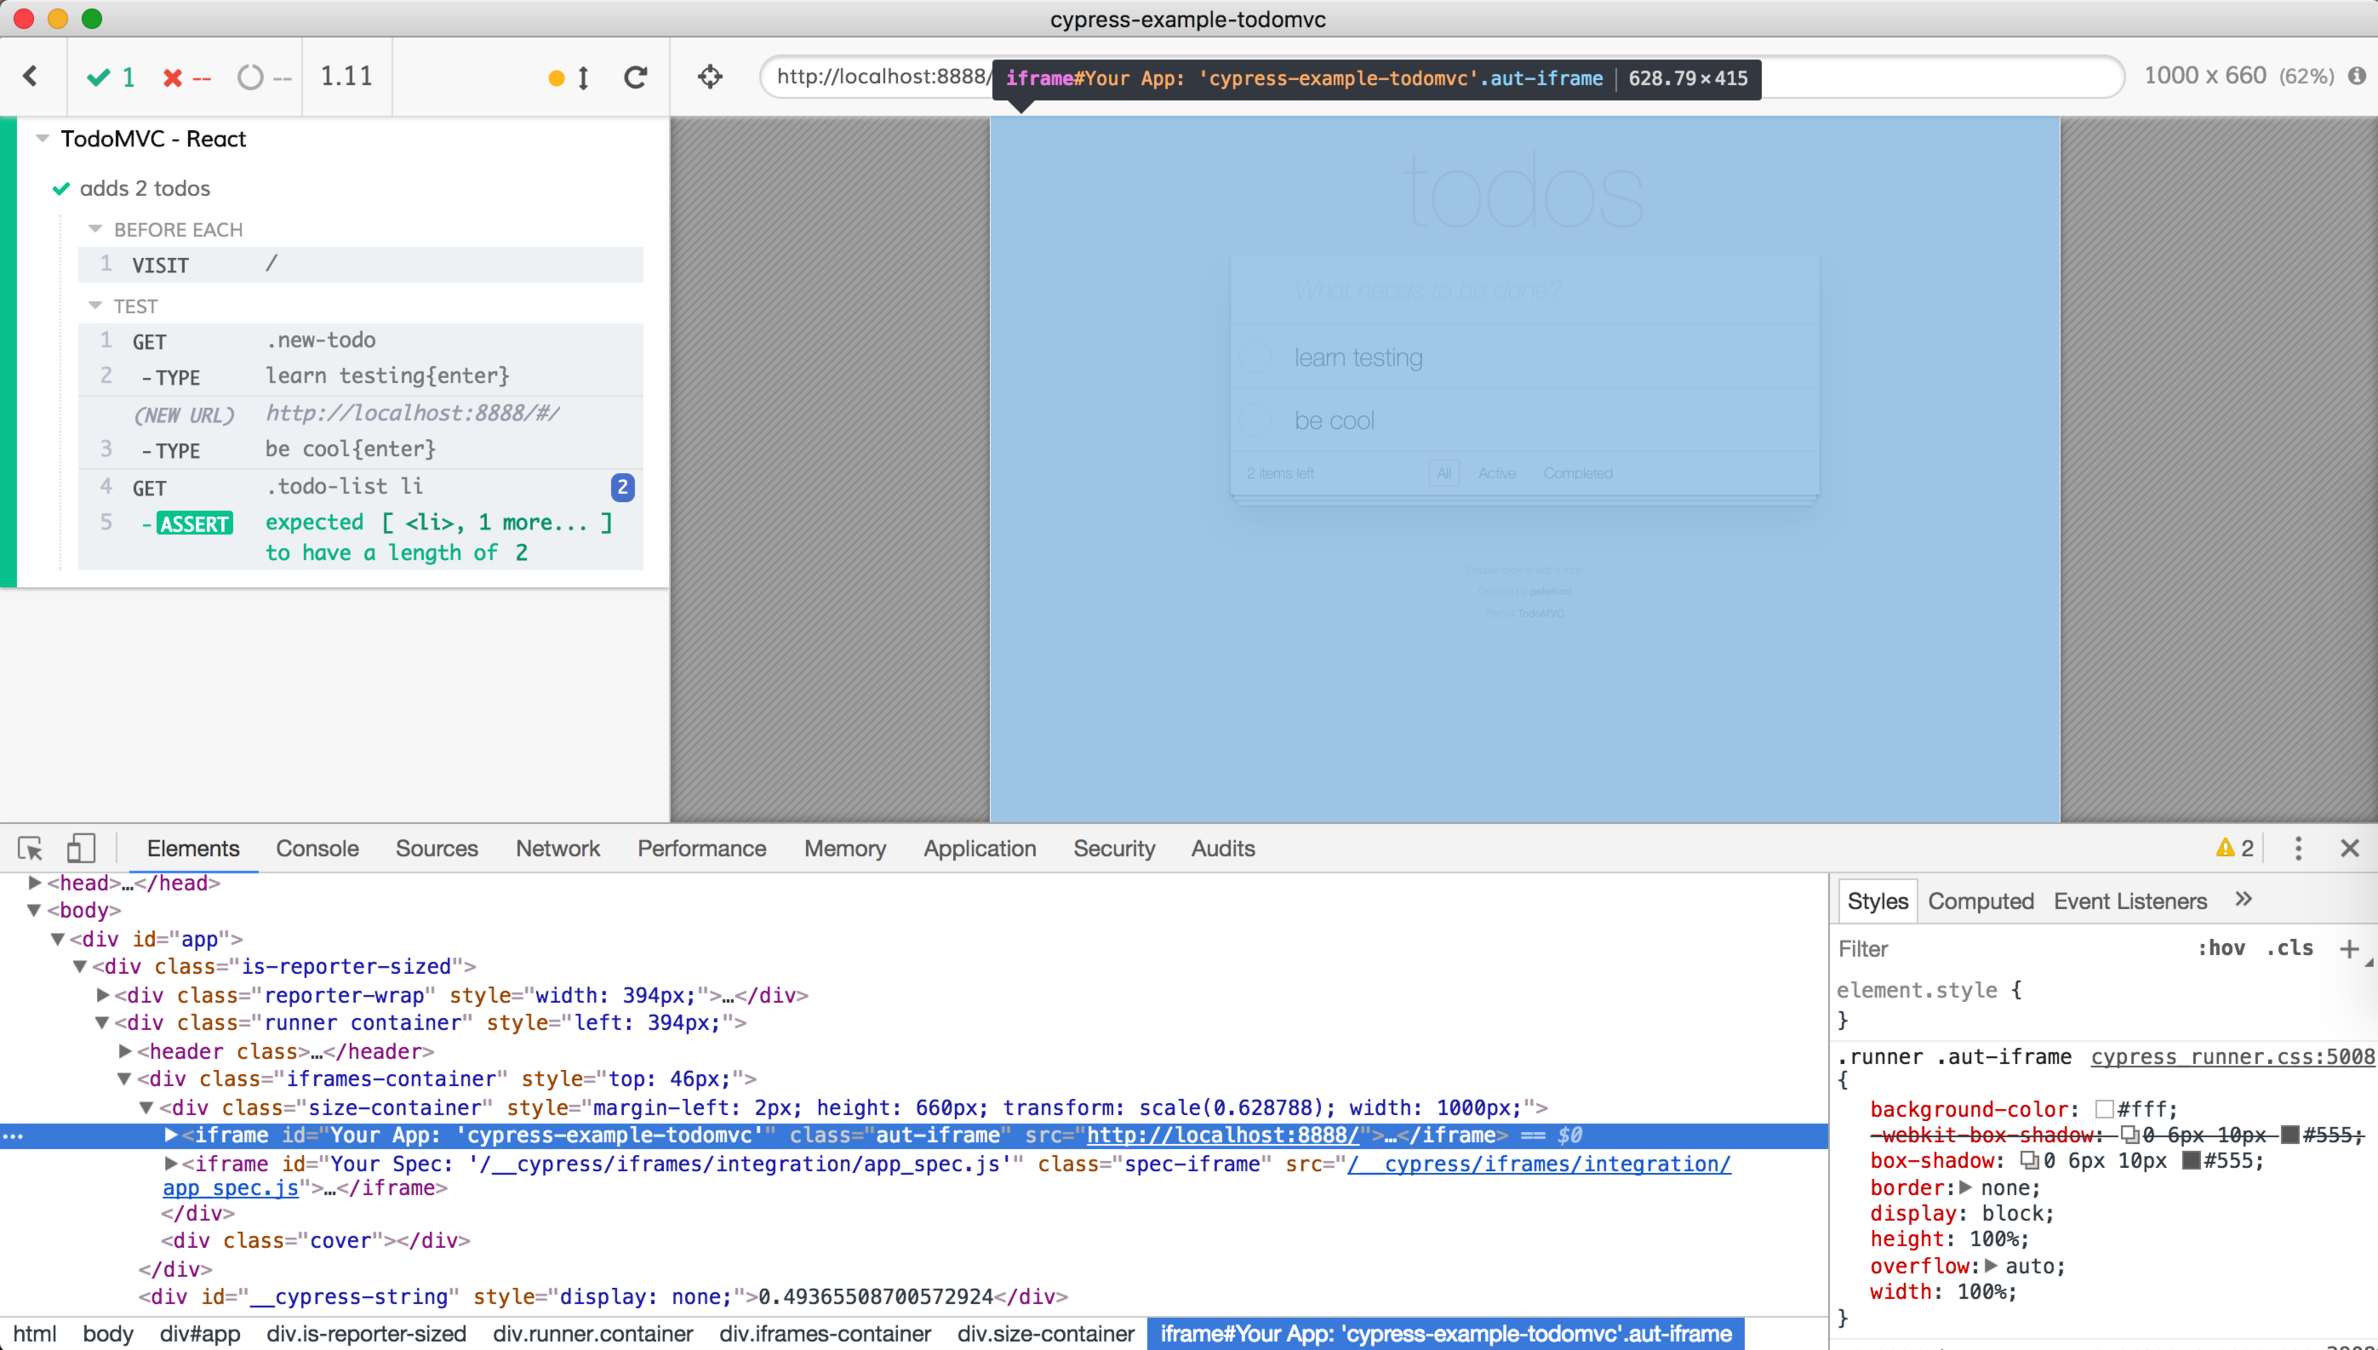 cypress-example-todomvc
1 -- -- 1.11
http://localhost:8888/
iframe#Your App: 'cypress-example-todomvc'.aut-iframe 628.79×415
1000 x 660 (62%)
TodoMVC - React
adds 2 todos
BEFORE EACH
1 VISIT /
TEST
1 GET .new-todo
2 -TYPE learn testing{enter}
(NEW URL) http://localhost:8888/#/
3 -TYPE be cool{enter}
4 GET .todo-list li 2
5 -ASSERT expected [ <li>, 1 more... ]
to have a length of 2
todos
What needs to be done?
learn testing
be cool
2 items left All Active Completed
Double-click to edit a todo
Created by petehunt
Part of TodoMVC
Elements Console Sources Network Performance Memory Application Security Audits 2
<head>…</head>
<body>
<div id="app">
<div class="is-reporter-sized">
<div class="reporter-wrap" style="width: 394px;">…</div>
<div class="runner container" style="left: 394px;">
<header class>…</header>
<div class="iframes-container" style="top: 46px;">
<div class="size-container" style="margin-left: 2px; height: 660px; transform: scale(0.628788); width: 1000px;">
… <iframe id="Your App: 'cypress-example-todomvc'" class="aut-iframe" src="http://localhost:8888/">…</iframe> == $0
<iframe id="Your Spec: '/__cypress/iframes/integration/app_spec.js'" class="spec-iframe" src="/__cypress/iframes/integration/
app_spec.js">…</iframe>
</div>
<div class="cover"></div>
</div>
<div id="__cypress-string" style="display: none;">0.49365508700572924</div>
html body div#app div.is-reporter-sized div.runner.container div.iframes-container div.size-container iframe#Your App: 'cypress-example-todomvc'.aut-iframe
Styles Computed Event Listeners »
Filter :hov .cls +
element.style {
}
.runner .aut-iframe cypress_runner.css:5008
{
background-color: #fff;
-webkit-box-shadow: 0 6px 10px #555;
box-shadow: 0 6px 10px #555;
border: none;
display: block;
height: 100%;
overflow: auto;
width: 100%;
}